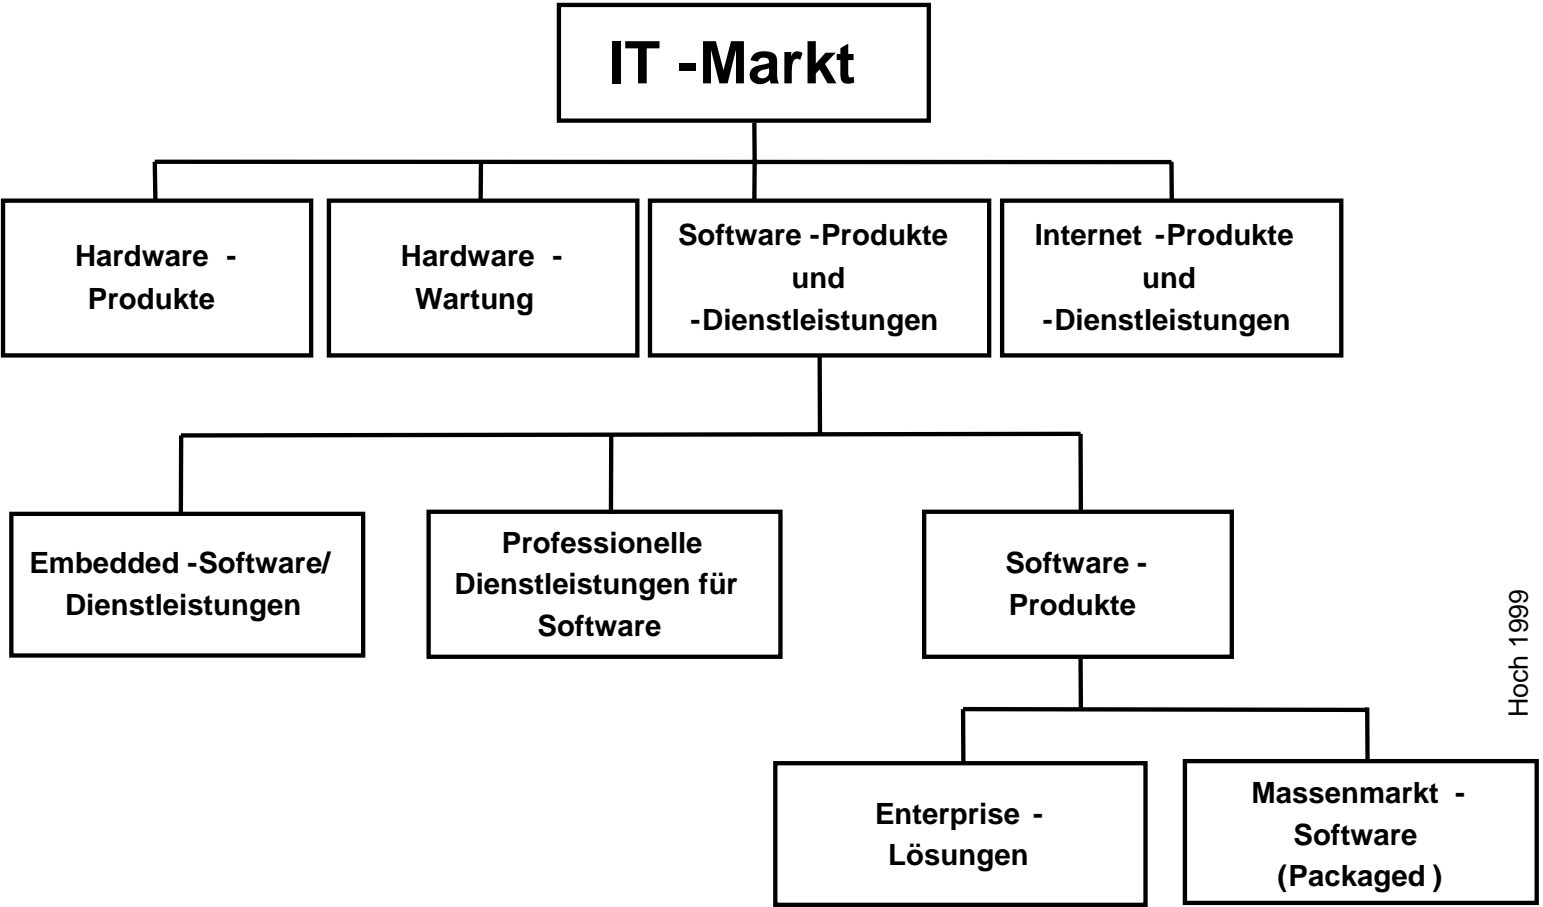 IT -Markt
Hardware -
Produkte
Hardware -
Wartung
Software -Produkte
und
-Dienstleistungen
Internet -Produkte
und
-Dienstleistungen
Embedded -Software/
Dienstleistungen
Professionelle
Dienstleistungen für
Software
Software -
Produkte
Enterprise -
Lösungen
Massenmarkt -
Software
(Packaged )
Hoch 1999